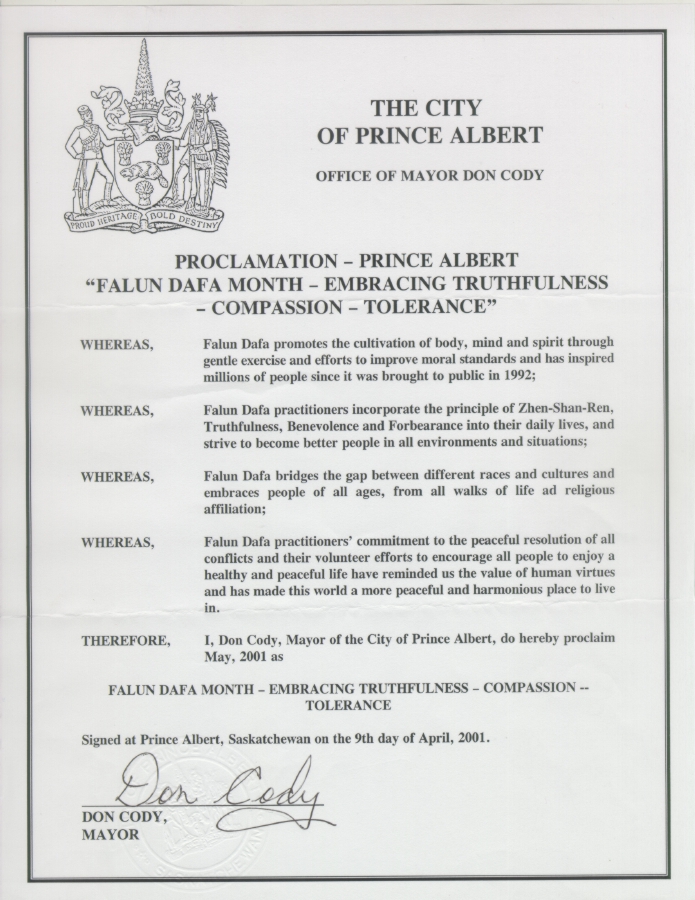 THE CITY
OF PRINCE ALBERT
OFFICE OF MAYOR DON CODY
PROUD HERITAGE BOLD DESTINY
PROCLAMATION – PRINCE ALBERT
“FALUN DAFA MONTH – EMBRACING TRUTHFULNESS
– COMPASSION – TOLERANCE”
WHEREAS, Falun Dafa promotes the cultivation of body, mind and spirit through
gentle exercise and efforts to improve moral standards and has inspired
millions of people since it was brought to public in 1992;
WHEREAS, Falun Dafa practitioners incorporate the principle of Zhen-Shan-Ren,
Truthfulness, Benevolence and Forbearance into their daily lives, and
strive to become better people in all environments and situations;
WHEREAS, Falun Dafa bridges the gap between different races and cultures and
embraces people of all ages, from all walks of life ad religious
affiliation;
WHEREAS, Falun Dafa practitioners’ commitment to the peaceful resolution of all
conflicts and their volunteer efforts to encourage all people to enjoy a
healthy and peaceful life have reminded us the value of human virtues
and has made this world a more peaceful and harmonious place to live
in.
THEREFORE, I, Don Cody, Mayor of the City of Prince Albert, do hereby proclaim
May, 2001 as
FALUN DAFA MONTH – EMBRACING TRUTHFULNESS – COMPASSION --
TOLERANCE
Signed at Prince Albert, Saskatchewan on the 9th day of April, 2001.
Don Cody
DON CODY,
MAYOR